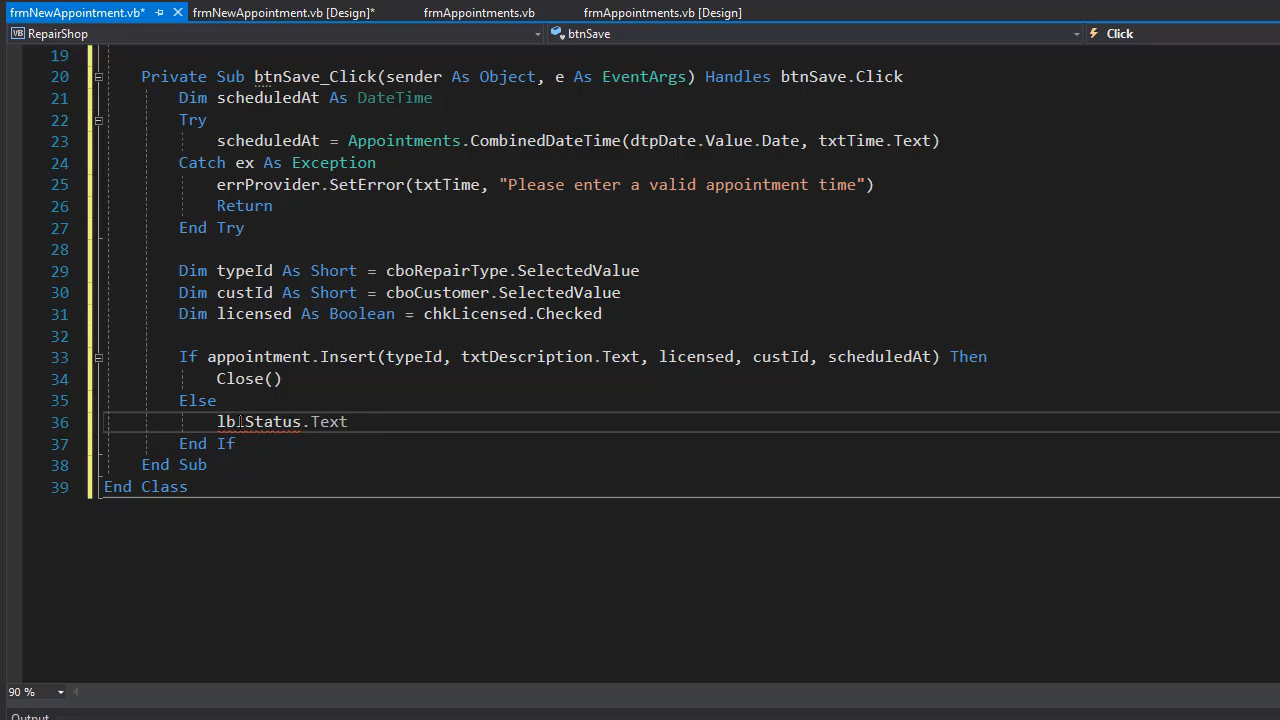 frmNewAppointment.vb* frmNewAppointment.vb [Design]* frmAppointments.vb frmAppointments.vb [Design]
VB RepairShop btnSave Click
19
20 Private Sub btnSave_Click(sender As Object, e As EventArgs) Handles btnSave.Click
21 Dim scheduledAt As DateTime
22 Try
23 scheduledAt = Appointments.CombinedDateTime(dtpDate.Value.Date, txtTime.Text)
24 Catch ex As Exception
25 errProvider.SetError(txtTime, "Please enter a valid appointment time")
26 Return
27 End Try
28
29 Dim typeId As Short = cboRepairType.SelectedValue
30 Dim custId As Short = cboCustomer.SelectedValue
31 Dim licensed As Boolean = chkLicensed.Checked
32
33 If appointment.Insert(typeId, txtDescription.Text, licensed, custId, scheduledAt) Then
34 Close()
35 Else
36 lblStatus.Text
37 End If
38 End Sub
39 End Class
90 %
Output